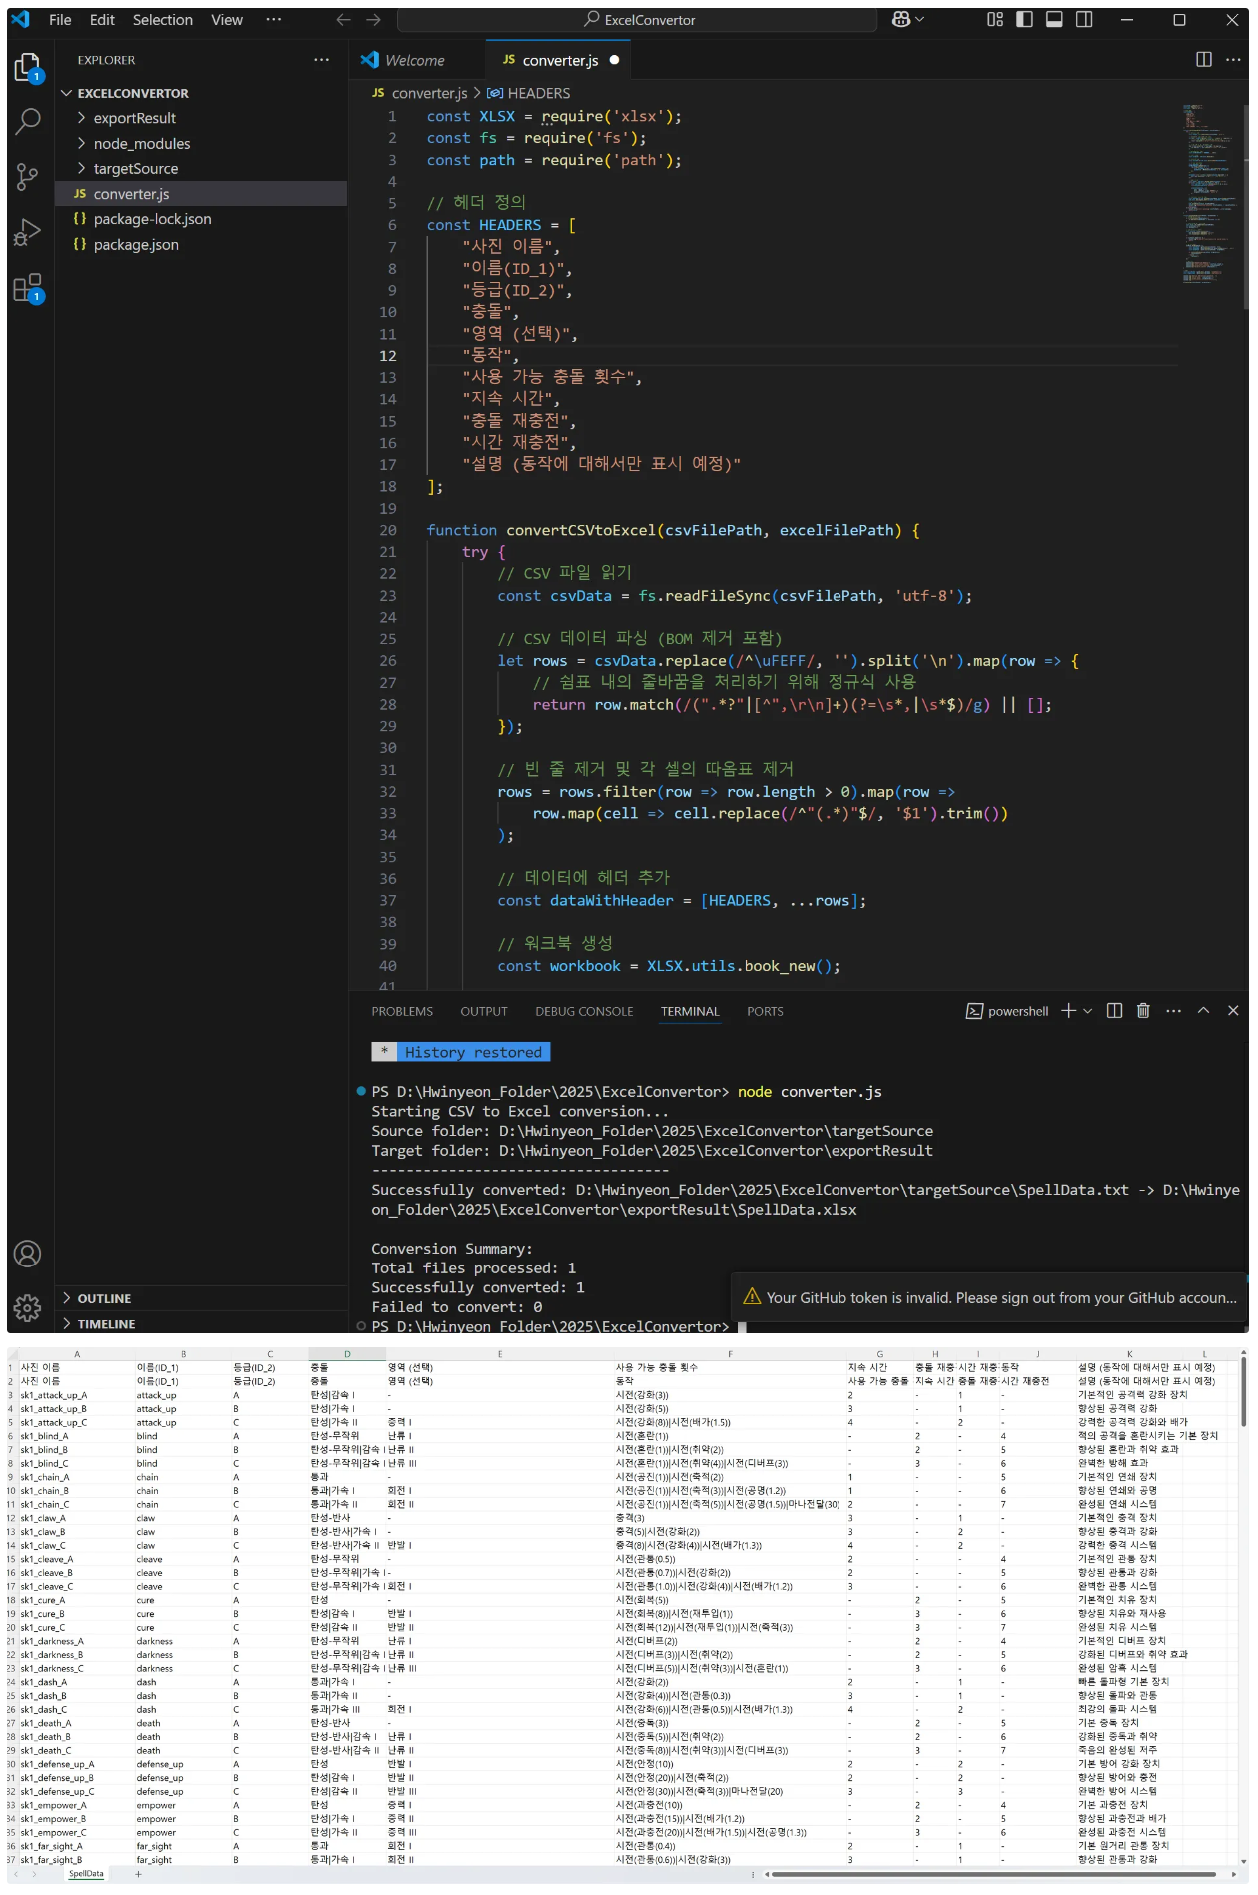 File Edit Selection View ··· ExcelConvertor
EXPLORER ···
EXCELCONVERTOR
exportResult
node_modules
targetSource
JS converter.js
{} package-lock.json
{} package.json
OUTLINE
TIMELINE
Welcome JS converter.js
JS converter.js > HEADERS
1 const XLSX = require('xlsx');
2 const fs = require('fs');
3 const path = require('path');
4
5 // 헤더 정의
6 const HEADERS = [
7 "사진 이름",
8 "이름(ID_1)",
9 "등급(ID_2)",
10 "충돌",
11 "영역 (선택)",
12 "동작",
13 "사용 가능 충돌 횟수",
14 "지속 시간",
15 "충돌 재충전",
16 "시간 재충전",
17 "설명 (동작에 대해서만 표시 예정)"
18 ];
19
20 function convertCSVtoExcel(csvFilePath, excelFilePath) {
21 try {
22 // CSV 파일 읽기
23 const csvData = fs.readFileSync(csvFilePath, 'utf-8');
24
25 // CSV 데이터 파싱 (BOM 제거 포함)
26 let rows = csvData.replace(/^\uFEFF/, '').split('\n').map(row => {
27 // 쉼표 내의 줄바꿈을 처리하기 위해 정규식 사용
28 return row.match(/(".*?"|[^",\r\n]+)(?=\s*,|\s*$)/g) || [];
29 });
30
31 // 빈 줄 제거 및 각 셀의 따옴표 제거
32 rows = rows.filter(row => row.length > 0).map(row =>
33 row.map(cell => cell.replace(/^"(.*)"$/, '$1').trim())
34 );
35
36 // 데이터에 헤더 추가
37 const dataWithHeader = [HEADERS, ...rows];
38
39 // 워크북 생성
40 const workbook = XLSX.utils.book_new();
41
PROBLEMS OUTPUT DEBUG CONSOLE TERMINAL PORTS powershell
* History restored
PS D:\Hwinyeon_Folder\2025\ExcelConvertor> node converter.js
Starting CSV to Excel conversion...
Source folder: D:\Hwinyeon_Folder\2025\ExcelConvertor\targetSource
Target folder: D:\Hwinyeon_Folder\2025\ExcelConvertor\exportResult
----------------------------------
Successfully converted: D:\Hwinyeon_Folder\2025\ExcelConvertor\targetSource\SpellData.txt -> D:\Hwinye
on_Folder\2025\ExcelConvertor\exportResult\SpellData.xlsx
Conversion Summary:
Total files processed: 1
Successfully converted: 1
Failed to convert: 0
PS D:\Hwinyeon Folder\2025\ExcelConvertor>
Your GitHub token is invalid. Please sign out from your GitHub accoun...
A B C D E F G H I J K L
1 사진 이름 이름(ID_1) 등급(ID_2) 충돌 영역 (선택) 사용 가능 충돌 횟수 지속 시간 충돌 재충 시간 재충 동작 설명 (동작에 대해서만 표시 예정)
2 사진 이름 이름(ID_1) 등급(ID_2) 충돌 영역 (선택) 동작 사용 가능 충돌 지속 시간 충돌 재충 시간 재충전 설명 (동작에 대해서만 표시 예정)
3 sk1_attack_up_A attack_up A 탄성|감속 I - 시전(강화(3)) 2 - 1 - 기본적인 공격력 강화 장치
4 sk1_attack_up_B attack_up B 탄성|가속 I - 시전(강화(5)) 3 - 1 - 향상된 공격력 강화
5 sk1_attack_up_C attack_up C 탄성|가속 II 중력 I 시전(강화(8))|시전(배가(1.5)) 4 - 2 - 강력한 공격력 강화와 배가
6 sk1_blind_A blind A 탄성-무작위 난류 I 시전(혼란(1)) - 2 - 4 적의 공격을 혼란시키는 기본 장치
7 sk1_blind_B blind B 탄성-무작위|감속 I 난류 II 시전(혼란(1))|시전(취약(2)) - 2 - 5 향상된 혼란과 취약 효과
8 sk1_blind_C blind C 탄성-무작위|감속 I 난류 III 시전(혼란(1))|시전(취약(4))|시전(디버프(3)) - 3 - 6 완벽한 방해 효과
9 sk1_chain_A chain A 통과 - 시전(공진(1))|시전(축적(2)) 1 - - 5 기본적인 연쇄 장치
10 sk1_chain_B chain B 통과|가속 I 회전 I 시전(공진(1))|시전(축적(3))|시전(공명(1.2)) 1 - - 6 향상된 연쇄와 공명
11 sk1_chain_C chain C 통과|가속 II 회전 II 시전(공진(1))|시전(축적(5))|시전(공명(1.5))|마나전달(30) 2 - - 7 완성된 연쇄 시스템
12 sk1_claw_A claw A 탄성-반사 - 충격(3) 3 - 1 - 기본적인 충격 장치
13 sk1_claw_B claw B 탄성-반사|가속 I - 충격(5)|시전(강화(2)) 3 - 2 - 향상된 충격과 강화
14 sk1_claw_C claw C 탄성-반사|가속 II 반발 I 충격(8)|시전(강화(4))|시전(배가(1.3)) 4 - 2 - 강력한 충격 시스템
15 sk1_cleave_A cleave A 탄성-무작위 - 시전(관통(0.5)) 2 - - 4 기본적인 관통 장치
16 sk1_cleave_B cleave B 탄성-무작위|가속 I - 시전(관통(0.7))|시전(강화(2)) 2 - - 5 향상된 관통과 강화
17 sk1_cleave_C cleave C 탄성-무작위|가속 I 회전 I 시전(관통(1.0))|시전(강화(4))|시전(배가(1.2)) 3 - - 6 완벽한 관통 시스템
18 sk1_cure_A cure A 탄성 - 시전(회복(5)) - 2 - 5 기본적인 치유 장치
19 sk1_cure_B cure B 탄성|감속 I 반발 I 시전(회복(8))|시전(재투입(1)) - 3 - 6 향상된 치유와 재사용
20 sk1_cure_C cure C 탄성|감속 II 반발 II 시전(회복(12))|시전(재투입(1))|시전(축적(3)) - 3 - 7 완성된 치유 시스템
21 sk1_darkness_A darkness A 탄성-무작위 난류 I 시전(디버프(2)) - 2 - 4 기본적인 디버프 장치
22 sk1_darkness_B darkness B 탄성-무작위|감속 I 난류 II 시전(디버프(3))|시전(취약(2)) - 2 - 5 강화된 디버프와 취약 효과
23 sk1_darkness_C darkness C 탄성-무작위|감속 I 난류 III 시전(디버프(5))|시전(취약(3))|시전(혼란(1)) - 3 - 6 완성된 암흑 시스템
24 sk1_dash_A dash A 통과|가속 I - 시전(강화(2)) 2 - 1 - 빠른 돌파형 기본 장치
25 sk1_dash_B dash B 통과|가속 II - 시전(강화(4))|시전(관통(0.3)) 3 - 1 - 향상된 돌파와 관통
26 sk1_dash_C dash C 통과|가속 III 회전 I 시전(강화(6))|시전(관통(0.5))|시전(배가(1.3)) 4 - 2 - 최강의 돌파 시스템
27 sk1_death_A death A 탄성-반사 - 시전(중독(3)) - 2 - 5 기본 중독 장치
28 sk1_death_B death B 탄성-반사|감속 I 난류 I 시전(중독(5))|시전(취약(2)) - 2 - 6 강화된 중독과 취약
29 sk1_death_C death C 탄성-반사|감속 II 난류 II 시전(중독(8))|시전(취약(3))|시전(디버프(3)) - 3 - 7 죽음의 완성된 저주
30 sk1_defense_up_A defense_up A 탄성 반발 I 시전(안정(10)) 2 - 2 - 기본 방어 강화 장치
31 sk1_defense_up_B defense_up B 탄성|감속 I 반발 II 시전(안정(20))|시전(축적(2)) 2 - 2 - 향상된 방어와 충전
32 sk1_defense_up_C defense_up C 탄성|감속 II 반발 III 시전(안정(30))|시전(축적(3))|마나전달(20) 3 - 3 - 완벽한 방어 시스템
33 sk1_empower_A empower A 탄성 중력 I 시전(과충전(10)) - 2 - 4 기본 과충전 장치
34 sk1_empower_B empower B 탄성|가속 I 중력 II 시전(과충전(15))|시전(배가(1.2)) - 2 - 5 향상된 과충전과 배가
35 sk1_empower_C empower C 탄성|가속 II 중력 III 시전(과충전(20))|시전(배가(1.5))|시전(공명(1.3)) - 3 - 6 완성된 과충전 시스템
36 sk1_far_sight_A far_sight A 통과 회전 I 시전(관통(0.4)) 2 - 1 - 기본 원거리 관통 장치
37 sk1_far_sight_B far_sight B 통과|가속 I 회전 II 시전(관통(0.6))|시전(강화(3)) 3 - 1 - 향상된 관통과 강화
SpellData +